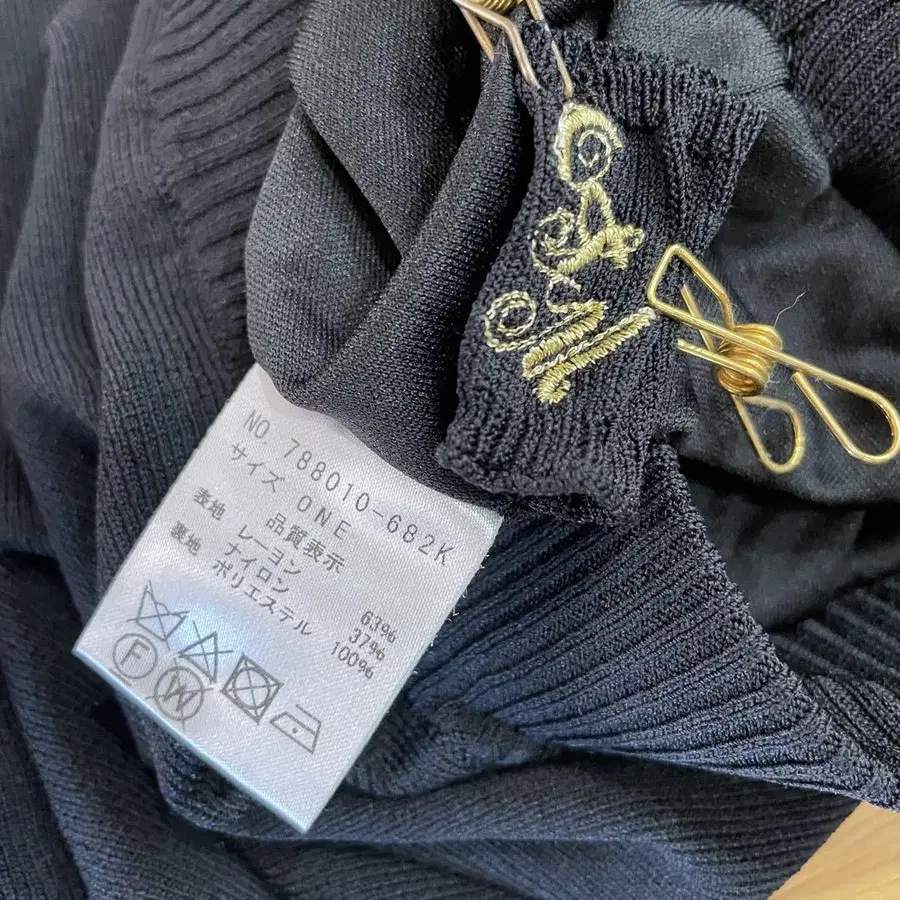 NO. 788010-682K
サイズ ONE
品質表示
表地 レーヨン 63%
ナイロン 37%
裏地 ポリエステル 100%
F W